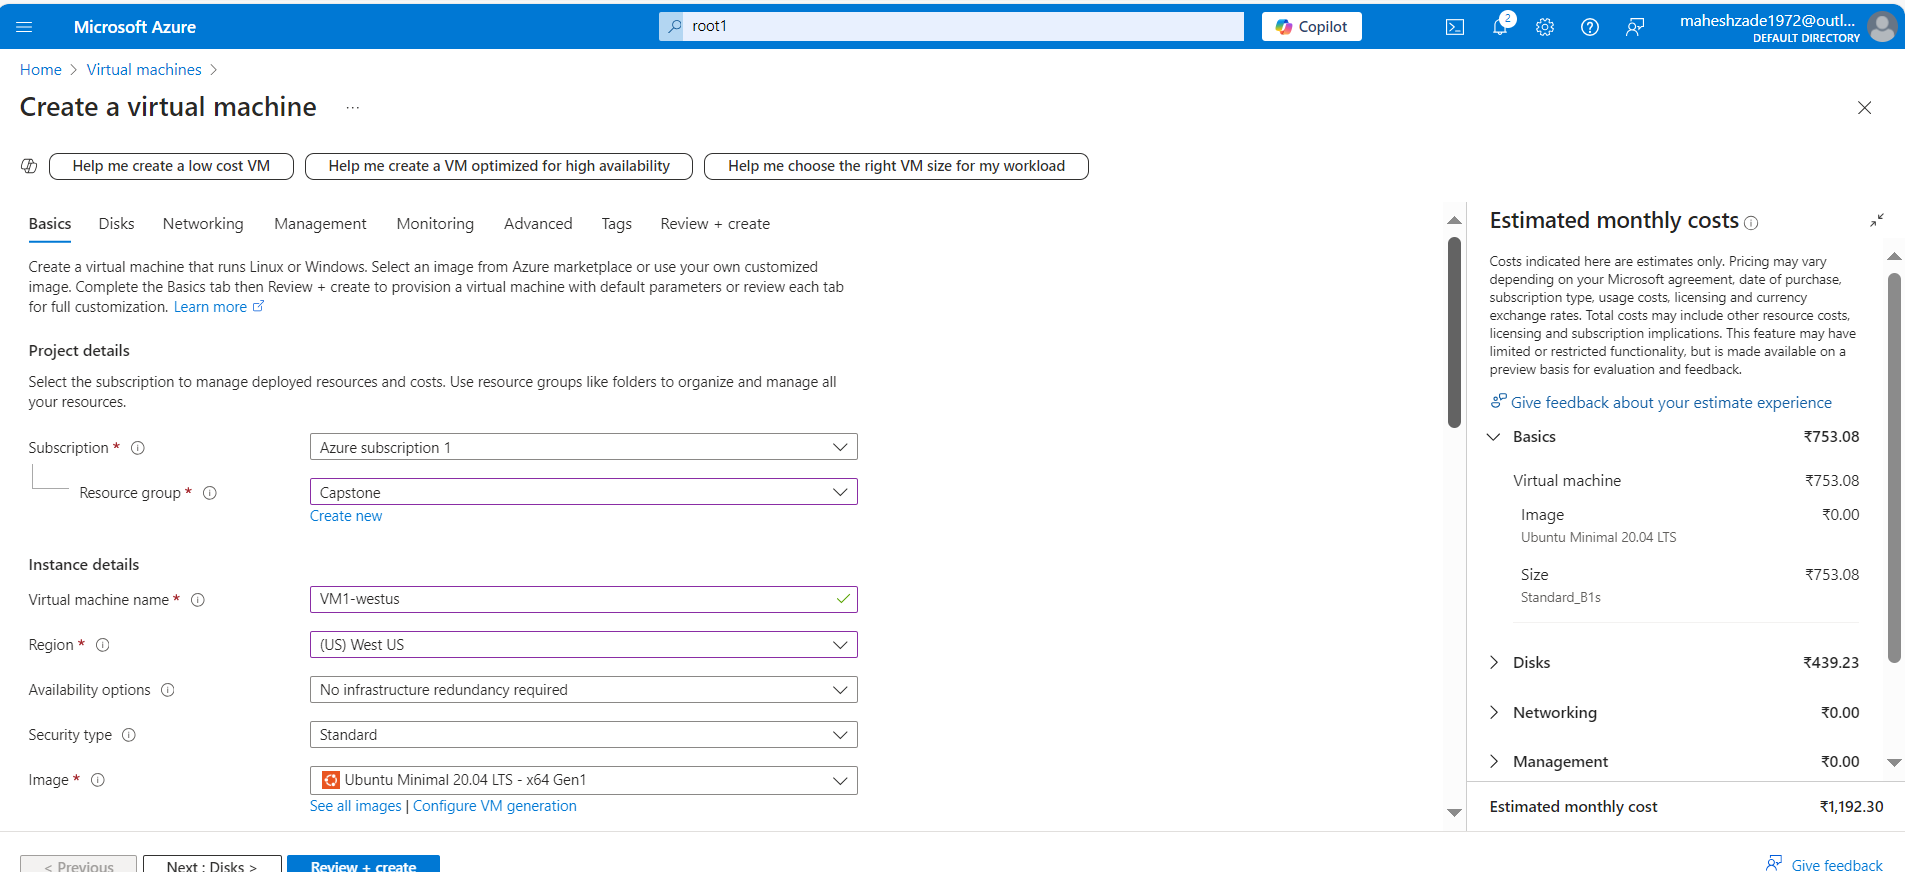 Microsoft Azure
root1
Copilot
2
maheshzade1972@outl...
DEFAULT DIRECTORY
Home > Virtual machines >
Create a virtual machine ...
Help me create a low cost VM
Help me create a VM optimized for high availability
Help me choose the right VM size for my workload
Basics Disks Networking Management Monitoring Advanced Tags Review + create
Create a virtual machine that runs Linux or Windows. Select an image from Azure marketplace or use your own customized
image. Complete the Basics tab then Review + create to provision a virtual machine with default parameters or review each tab
for full customization. Learn more
Project details
Select the subscription to manage deployed resources and costs. Use resource groups like folders to organize and manage all
your resources.
Subscription * Azure subscription 1
Resource group * Capstone
Create new
Instance details
Virtual machine name * VM1-westus
Region * (US) West US
Availability options No infrastructure redundancy required
Security type Standard
Image * Ubuntu Minimal 20.04 LTS - x64 Gen1
See all images | Configure VM generation
< Previous
Next : Disks >
Review + create
Estimated monthly costs
Costs indicated here are estimates only. Pricing may vary
depending on your Microsoft agreement, date of purchase,
subscription type, usage costs, licensing and currency
exchange rates. Total costs may include other resource costs,
licensing and subscription implications. This feature may have
limited or restricted functionality, but is made available on a
preview basis for evaluation and feedback.
Give feedback about your estimate experience
Basics ₹753.08
Virtual machine ₹753.08
Image ₹0.00
Ubuntu Minimal 20.04 LTS
Size ₹753.08
Standard_B1s
Disks ₹439.23
Networking ₹0.00
Management ₹0.00
Estimated monthly cost ₹1,192.30
Give feedback